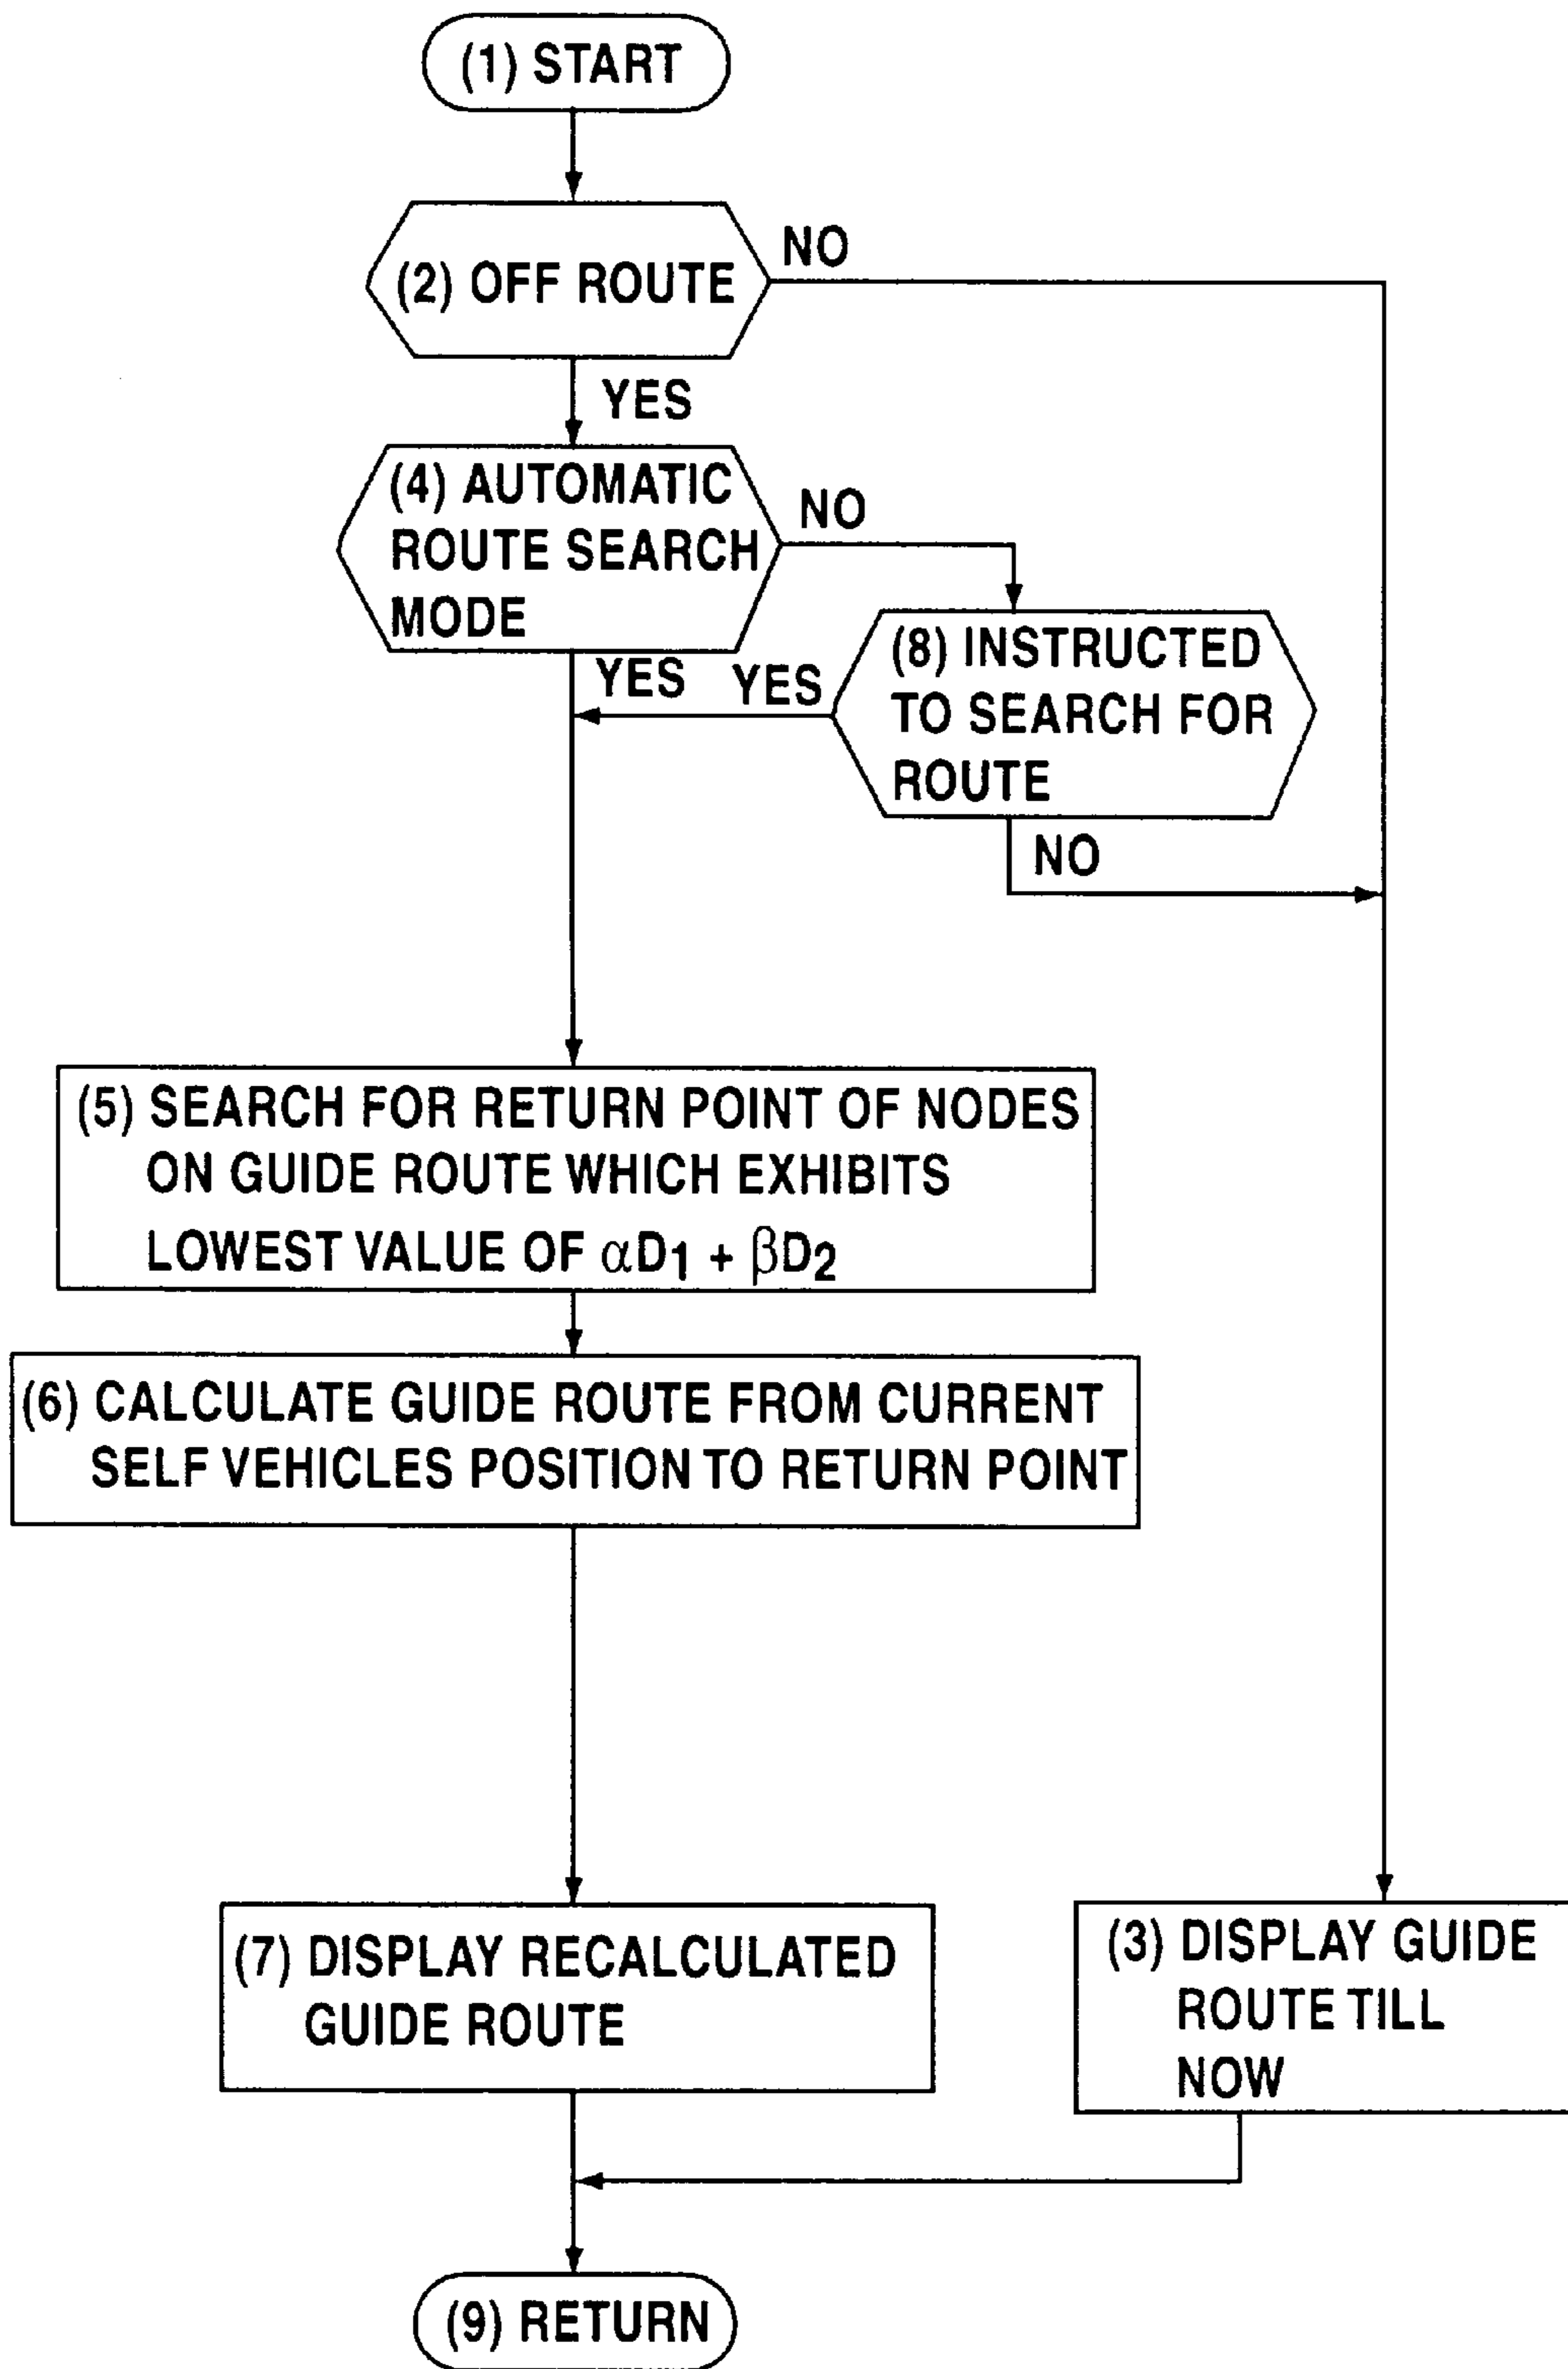 (1) START
(2) OFF ROUTE
NO
YES
(4) AUTOMATIC
ROUTE SEARCH
MODE
NO
YES
YES
(8) INSTRUCTED
TO SEARCH FOR
ROUTE
NO
(5) SEARCH FOR RETURN POINT OF NODES
ON GUIDE ROUTE WHICH EXHIBITS
LOWEST VALUE OF αD1 + βD2
(6) CALCULATE GUIDE ROUTE FROM CURRENT
SELF VEHICLES POSITION TO RETURN POINT
(7) DISPLAY RECALCULATED
GUIDE ROUTE
(3) DISPLAY GUIDE
ROUTE TILL
NOW
(9) RETURN